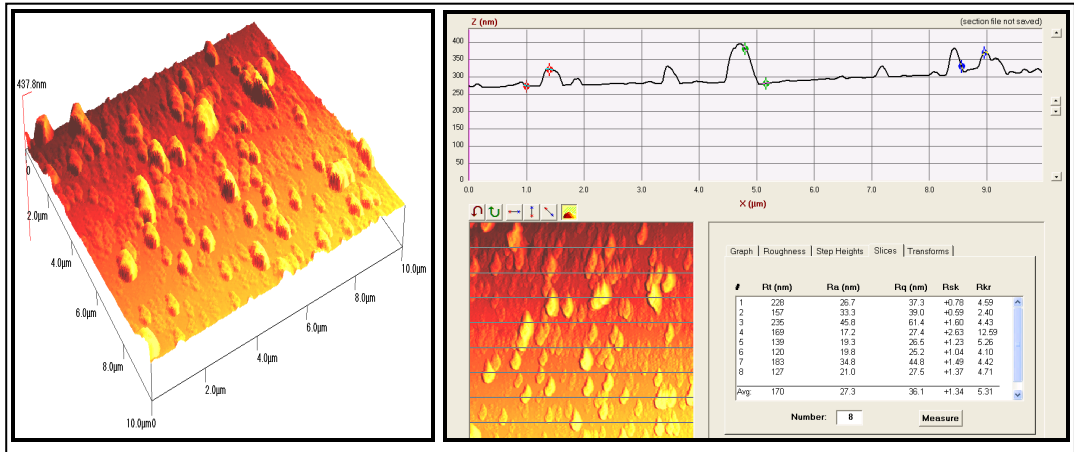 437.8nm
0
2.0µm
4.0µm
6.0µm
8.0µm
10.0µm0
2.0µm
4.0µm
6.0µm
8.0µm
10.0µm
Z (nm)
(section file not saved)
400
350
300
250
200
150
100
50
0
0.0 1.0 2.0 3.0 4.0 5.0 6.0 7.0 8.0 9.0
X (µm)
Graph Roughness Step Heights Slices Transforms
# Rt (nm) Ra (nm) Rq (nm) Rsk Rkr
1 228 26.7 37.3 +0.78 4.59
2 157 33.3 39.0 +0.59 2.40
3 235 45.8 61.4 +1.60 4.43
4 169 17.2 27.4 +2.63 12.59
5 139 19.3 26.5 +1.23 5.26
6 120 19.8 25.2 +1.04 4.10
7 183 34.8 44.8 +1.49 4.42
8 127 21.0 27.5 +1.37 4.71
Avg: 170 27.3 36.1 +1.34 5.31
Number: 8 Measure